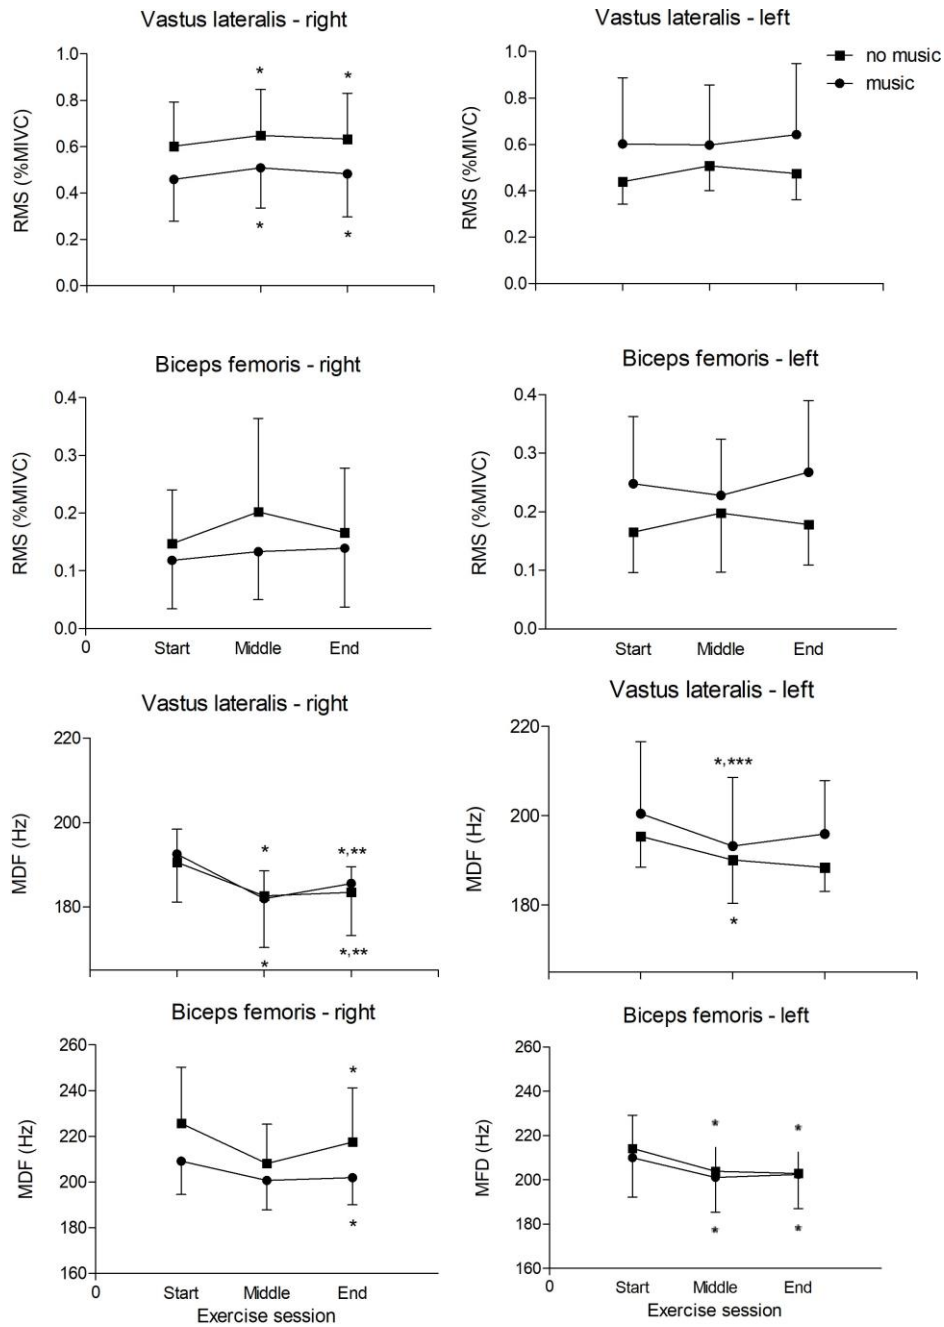 Vastus lateralis - right
RMS (%MIVC)
1.0
0.8
0.6
0.4
0.2
0.0
* *
* *
Vastus lateralis - left
no music
music
RMS (%MIVC)
1.0
0.8
0.6
0.4
0.2
0.0
Biceps femoris - right
RMS (%MIVC)
0.4
0.3
0.2
0.1
0.0
0 Start Middle End
Biceps femoris - left
RMS (%MIVC)
0.4
0.3
0.2
0.1
0.0
Start Middle End
Vastus lateralis - right
MDF (Hz)
220
200
180
* *,**
* *,**
Vastus lateralis - left
MDF (Hz)
220
200
180
*,***
*
Biceps femoris - right
MDF (Hz)
260
240
220
200
180
160
*
*
0 Start Middle End
Exercise session
Biceps femoris - left
MFD (Hz)
260
240
220
200
180
160
* *
* *
0 Start Middle End
Exercise session